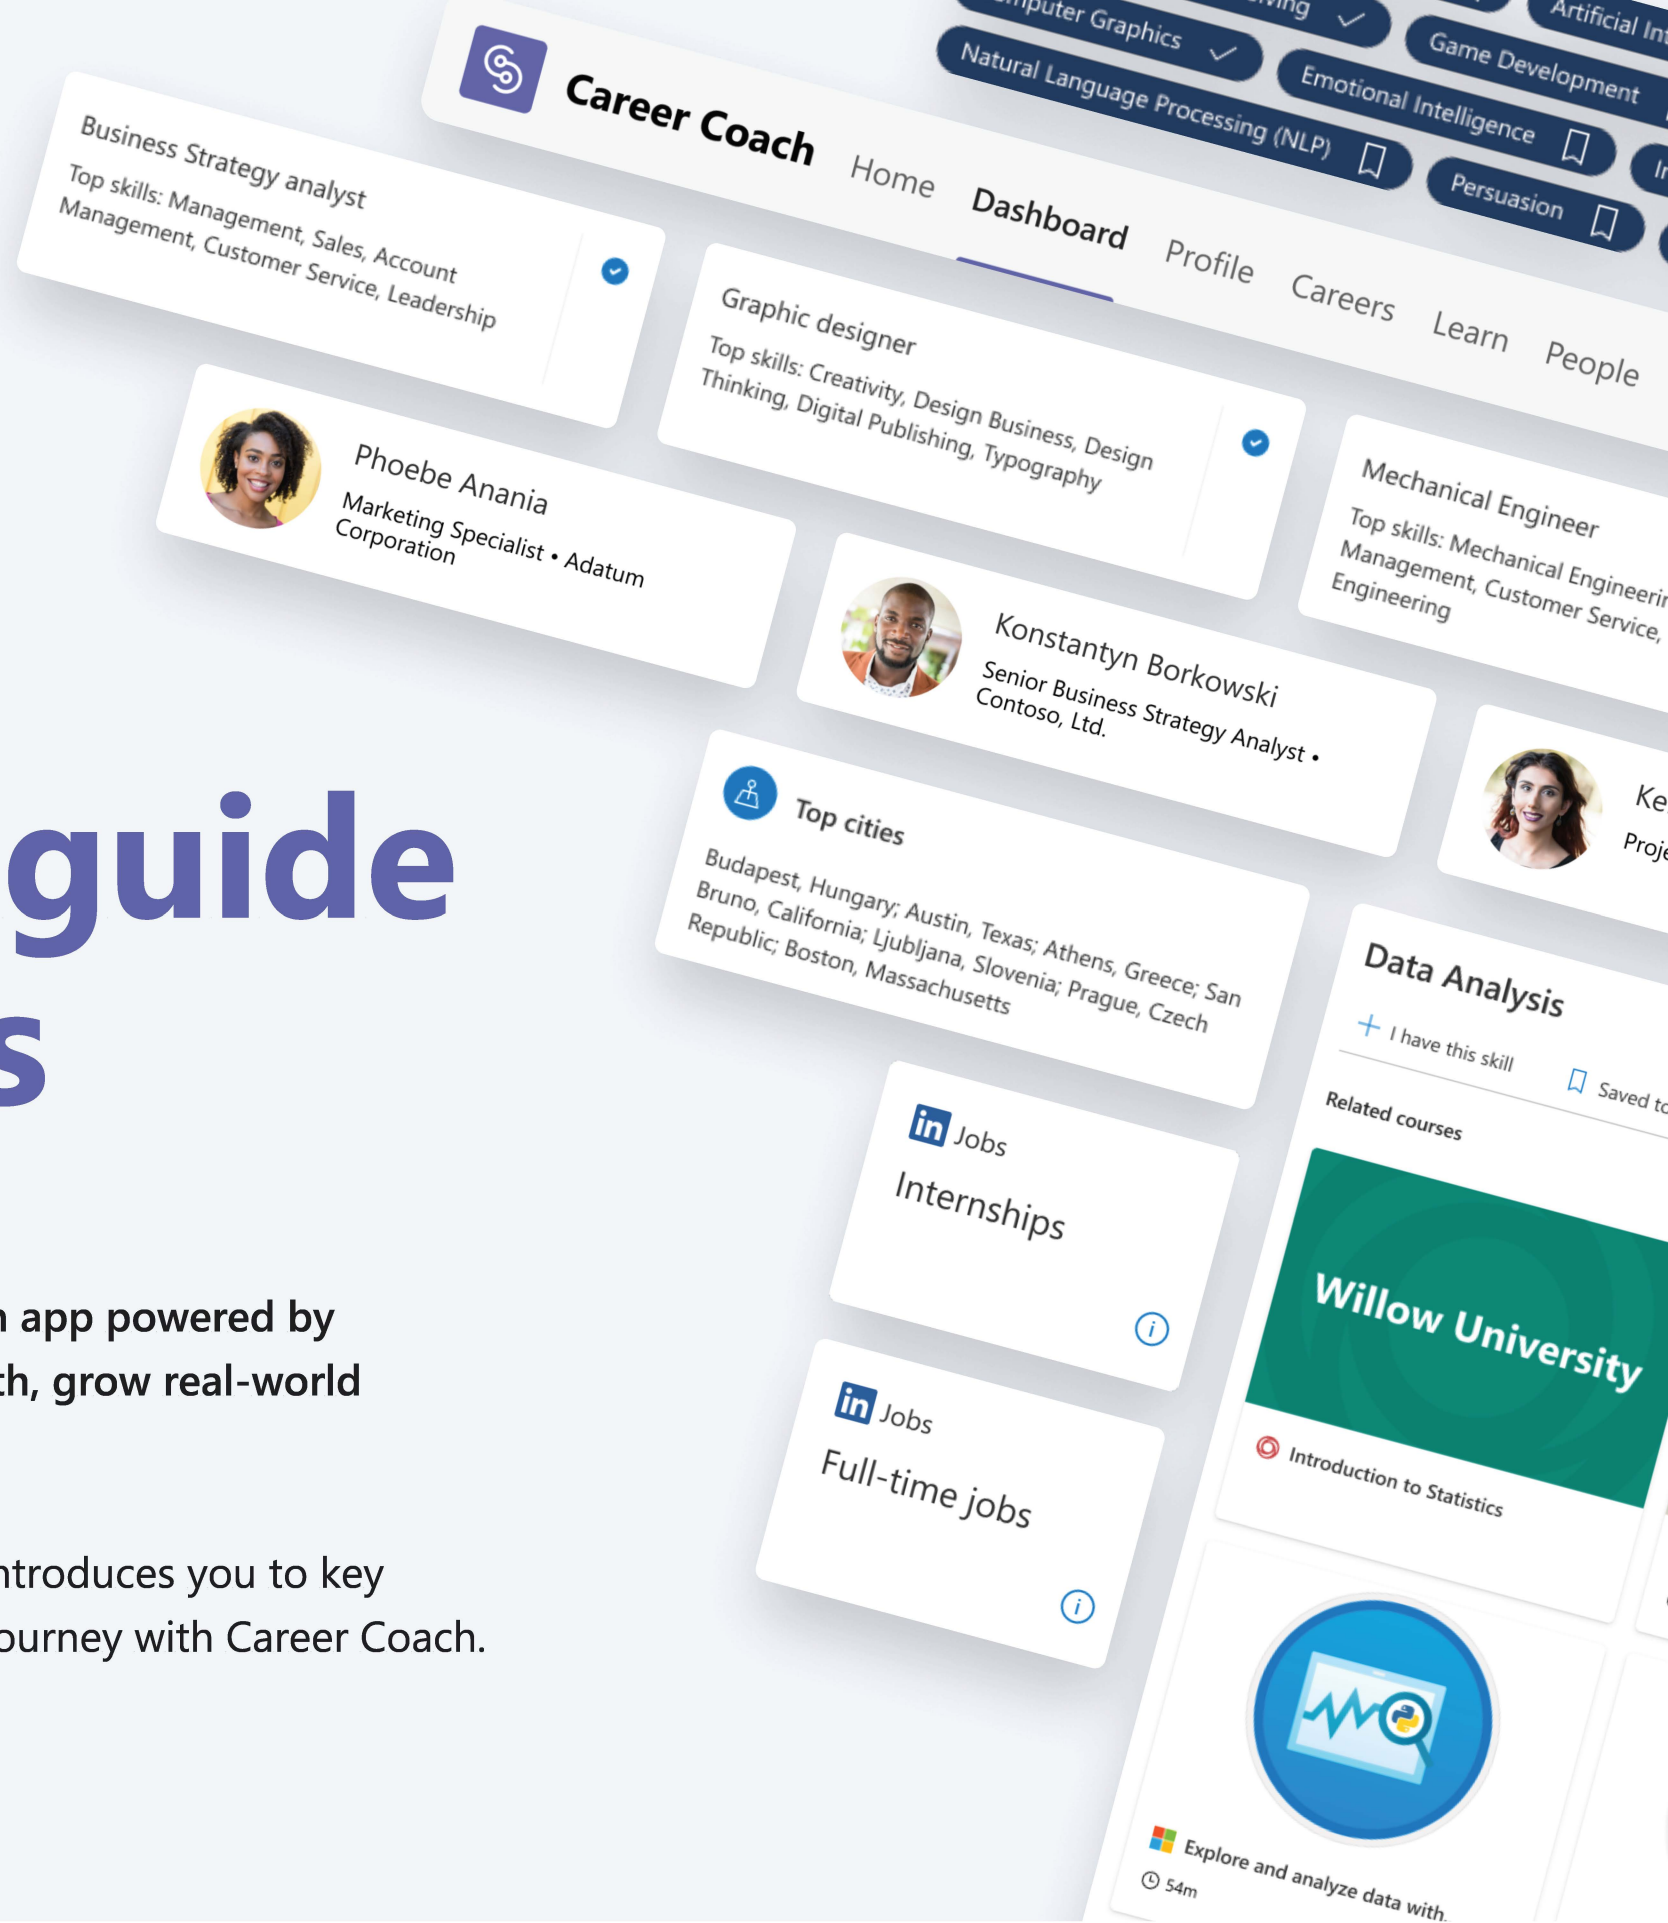 Computer Graphics
Game Development
Natural Language Processing (NLP)
Emotional Intelligence
Persuasion
Career Coach
Home
Dashboard
Profile
Careers
Learn
People
Business Strategy analyst
Top skills: Management, Sales, Account
Management, Customer Service, Leadership
Graphic designer
Top skills: Creativity, Design Business, Design
Thinking, Digital Publishing, Typography
Mechanical Engineer
Top skills: Mechanical
Management, Customer Service,
Engineering
Phoebe Anania
Marketing Specialist • Adatum
Corporation
Konstantyn Borkowski
Senior Business Strategy Analyst •
Contoso, Ltd.
guide
s
Top cities
Budapest, Hungary; Austin, Texas; Athens, Greece; San
Bruno, California; Ljubljana, Slovenia; Prague, Czech
Republic; Boston, Massachusetts
Data Analysis
I have this skill
Saved
Related courses
Willow University
Introduction to Statistics
in Jobs
Internships
in Jobs
Full-time jobs
app powered by
grow real-world
you to key
with Career Coach.
Explore and analyze data with
54m